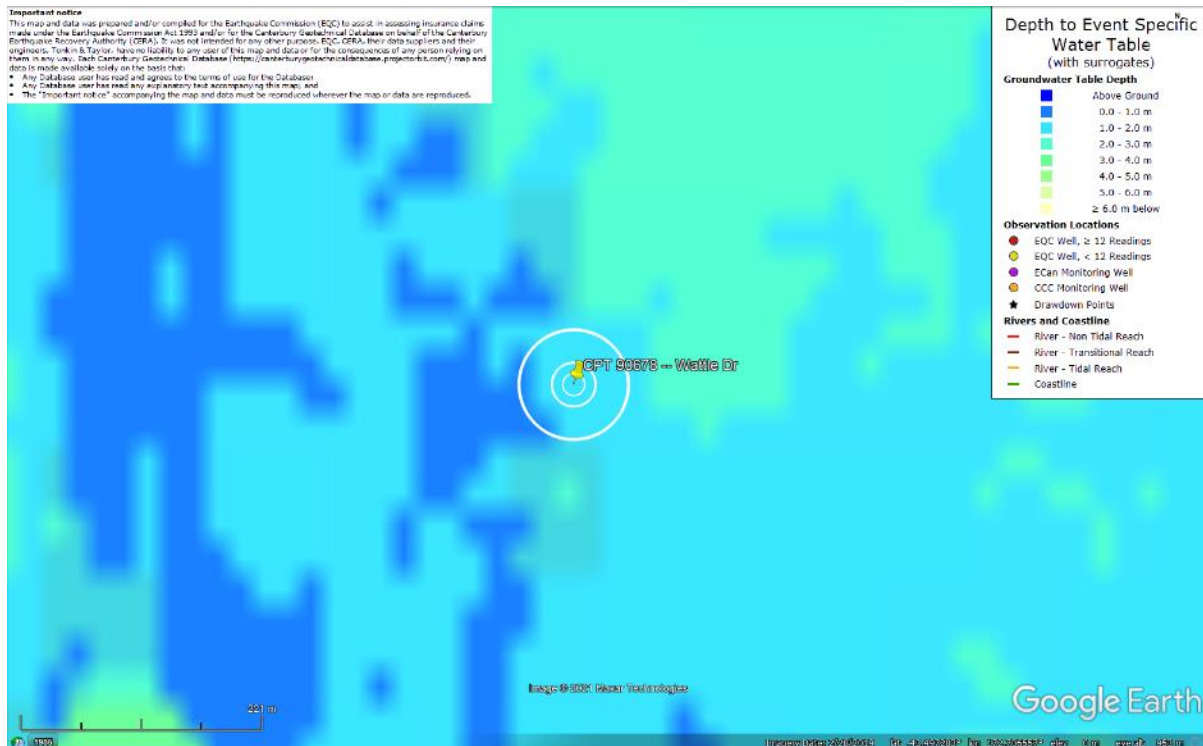 Important notice
This map and data was prepared and/or compiled for the Earthquake Commission (EQC) to assist in assessing insurance claims
made under the Earthquake Commission Act 1993 and/or for the Canterbury Geotechnical Database on behalf of the Canterbury
Earthquake Recovery Authority (CERA). It was not intended for any other purpose. EQC, CERA, their data suppliers and their
engineers, Tonkin & Taylor, have no liability to any user of this map and data or for the consequences of any person relying on
them in any way. Each Canterbury Geotechnical Database (https://canterburygeotechnicaldatabase.projectorbit.com/) map and
data is made available solely on the basis that:
• Any Database user has read and agrees to the terms of use for the Database;
• Any Database user has read any explanatory text accompanying this map; and
• The "Important notice" accompanying the map and data must be reproduced wherever the map or data are reproduced.
N
Depth to Event Specific
Water Table
(with surrogates)
Groundwater Table Depth
Above Ground
0.0 - 1.0 m
1.0 - 2.0 m
2.0 - 3.0 m
3.0 - 4.0 m
4.0 - 5.0 m
5.0 - 6.0 m
≥ 6.0 m below
Observation Locations
EQC Well, ≥ 12 Readings
EQC Well, < 12 Readings
ECan Monitoring Well
CCC Monitoring Well
Drawdown Points
Rivers and Coastline
River - Non Tidal Reach
River - Transitional Reach
River - Tidal Reach
Coastline
CPT 90678 -- Wattle Dr
Image © 2021 Maxar Technologies
Google Earth
221 m
Imagery Date: